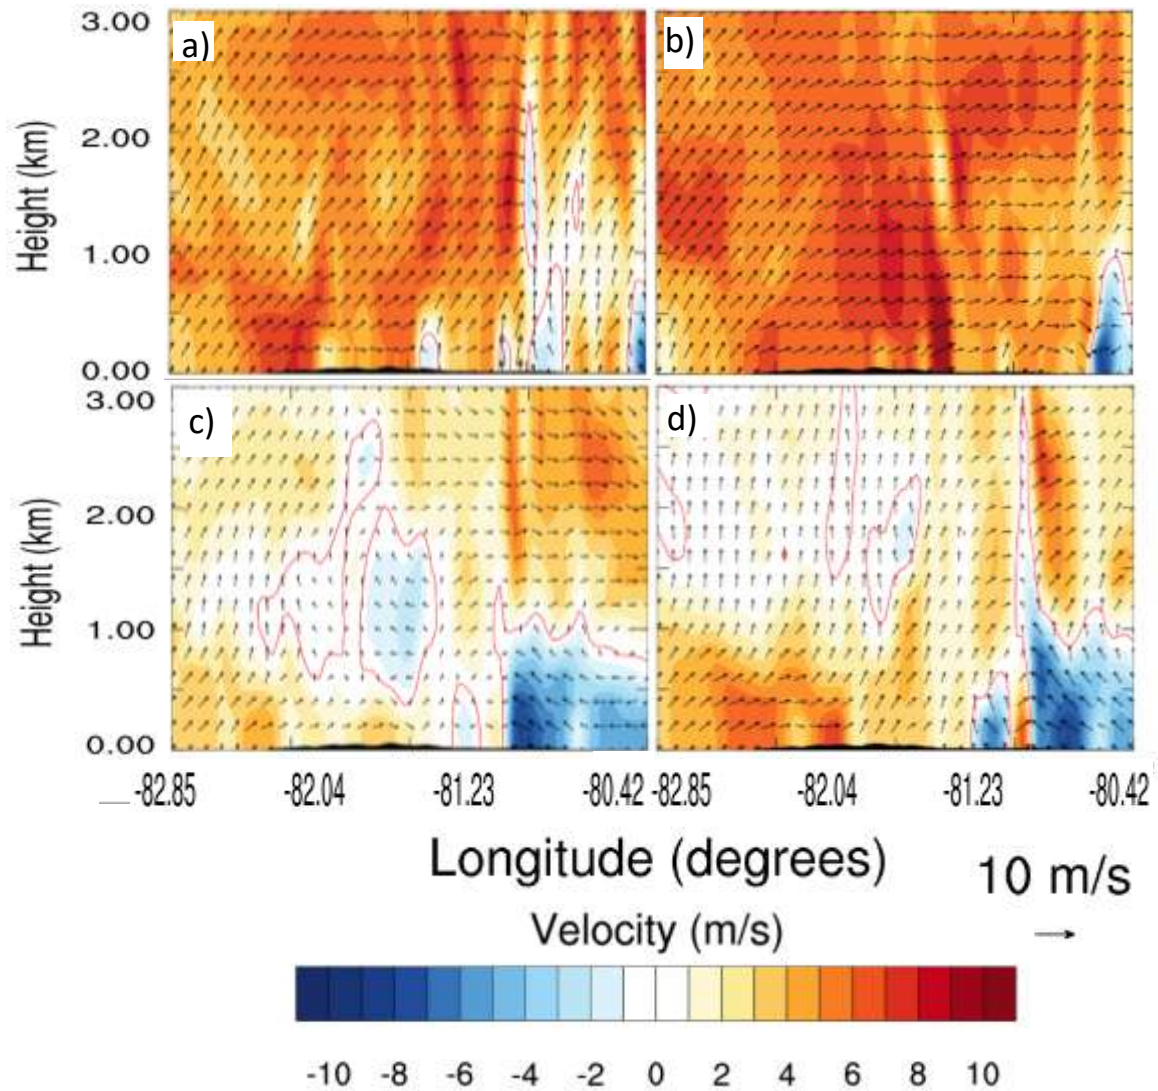 3.00
a)
b)
2.00
1.00
0.00
Height (km)
3.00
c)
d)
2.00
1.00
0.00
Height (km)
-82.85 -82.04 -81.23 -80.42 -82.85 -82.04 -81.23 -80.42
Longitude (degrees)
10 m/s
Velocity (m/s)
-10 -8 -6 -4 -2 0 2 4 6 8 10